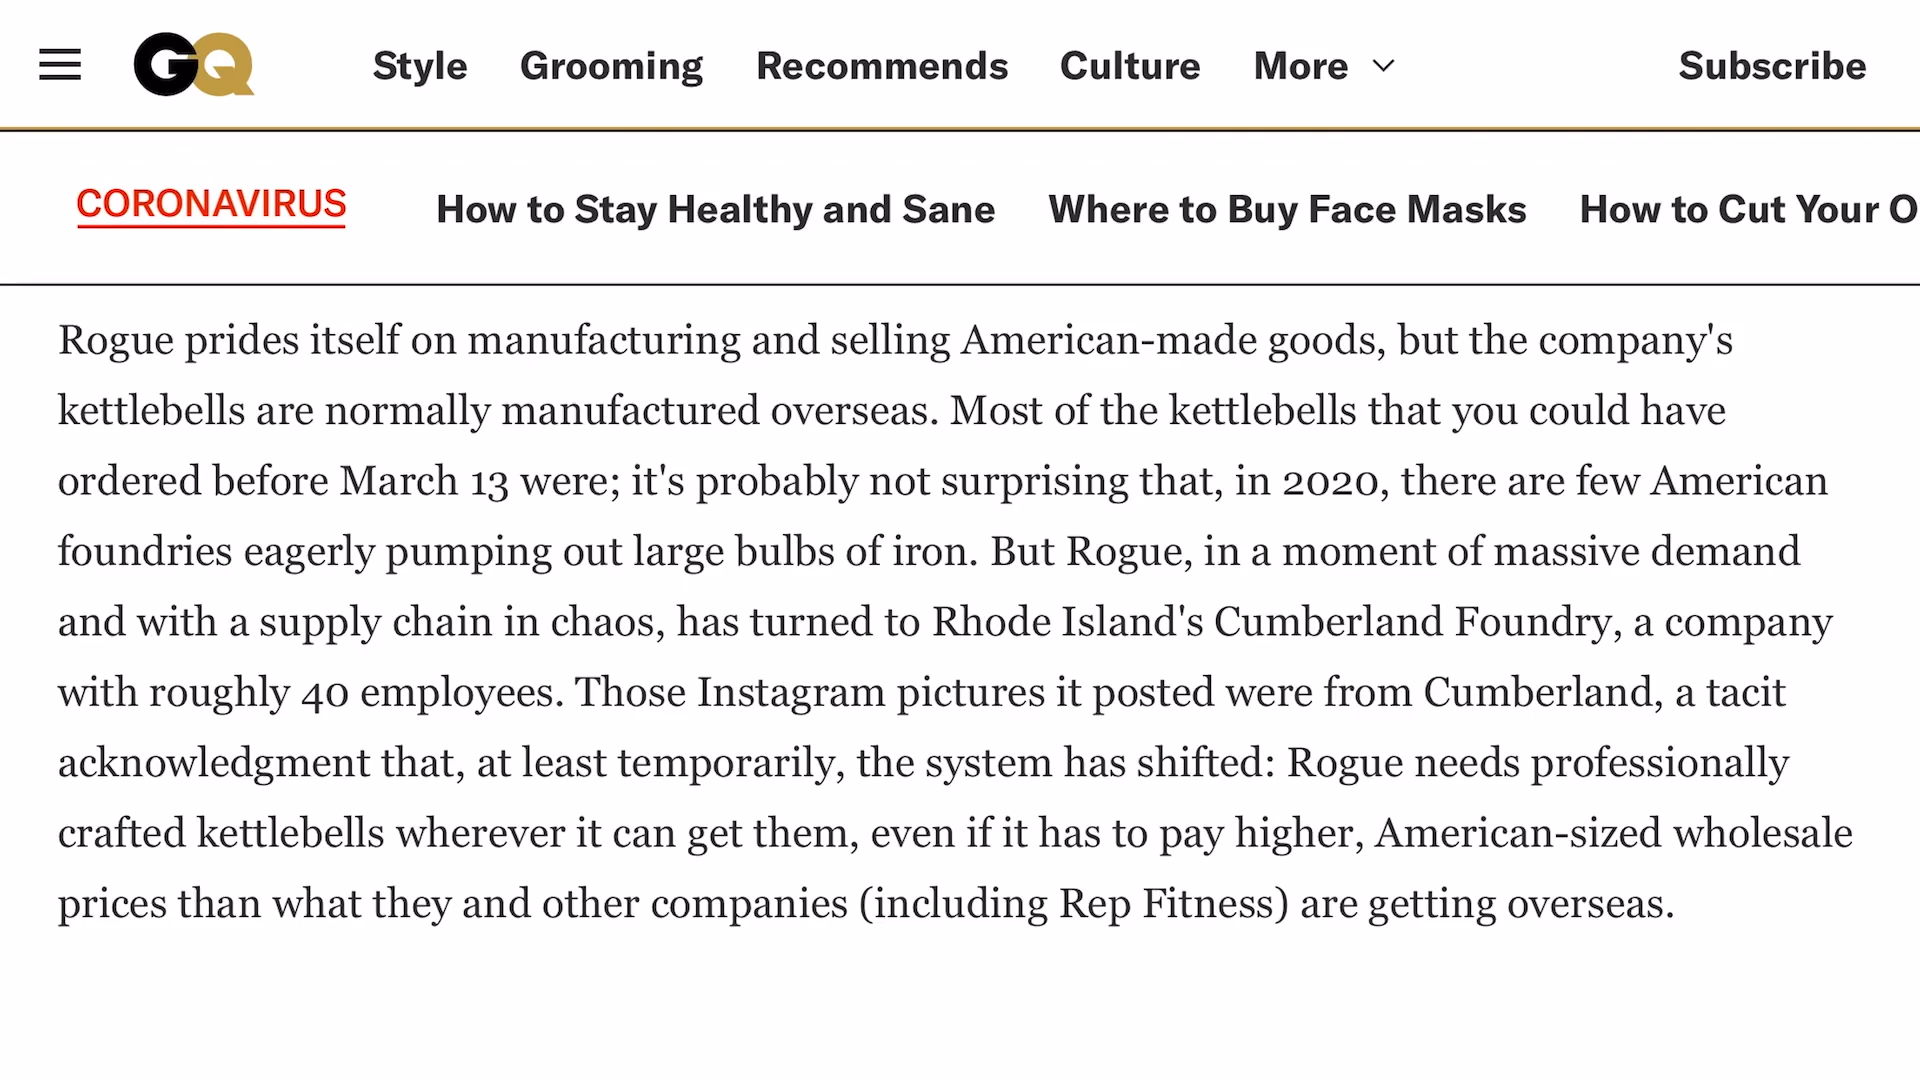 GQ Style Grooming Recommends Culture More Subscribe
CORONAVIRUS How to Stay Healthy and Sane Where to Buy Face Masks How to Cut Your O
Rogue prides itself on manufacturing and selling American-made goods, but the company's
kettlebells are normally manufactured overseas. Most of the kettlebells that you could have
ordered before March 13 were; it's probably not surprising that, in 2020, there are few American
foundries eagerly pumping out large bulbs of iron. But Rogue, in a moment of massive demand
and with a supply chain in chaos, has turned to Rhode Island's Cumberland Foundry, a company
with roughly 40 employees. Those Instagram pictures it posted were from Cumberland, a tacit
acknowledgment that, at least temporarily, the system has shifted: Rogue needs professionally
crafted kettlebells wherever it can get them, even if it has to pay higher, American-sized wholesale
prices than what they and other companies (including Rep Fitness) are getting overseas.